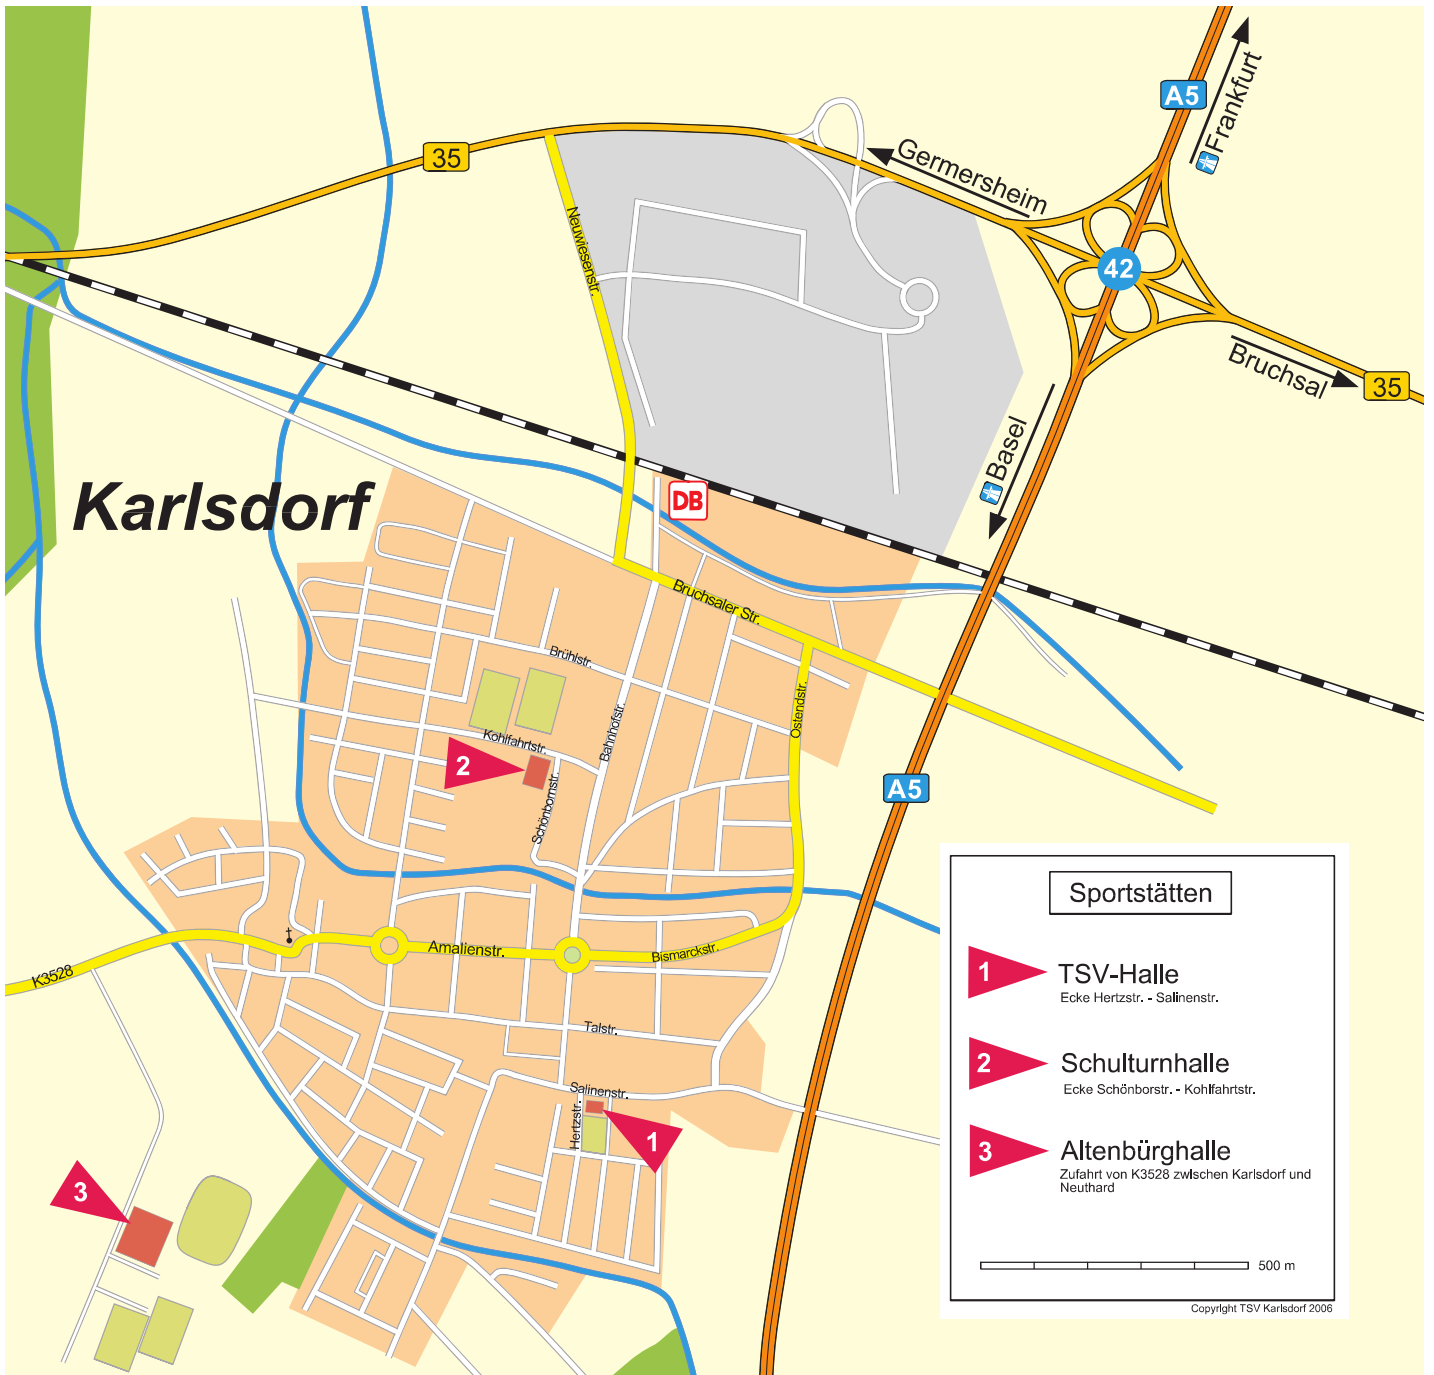 A5
Frankfurt
35
Germersheim
Neuwiesenstr.
42
Bruchsal
35
Basel
Karlsdorf
DB
Bruchsaler Str.
Brühlstr.
Ostendstr.
Bahnhofstr.
Kohlfahrtstr.
2
Schönbornstr.
A5
Amalienstr.
Bismarckstr.
K3528
Talstr.
Salinenstr.
Hertzstr.
1
3
Sportstätten
1
TSV-Halle
Ecke Hertzstr. - Salinenstr.
2
Schulturnhalle
Ecke Schönborstr. - Kohlfahrtstr.
3
Altenbürghalle
Zufahrt von K3528 zwischen Karlsdorf und
Neuthard
500 m
Copyright TSV Karlsdorf 2006